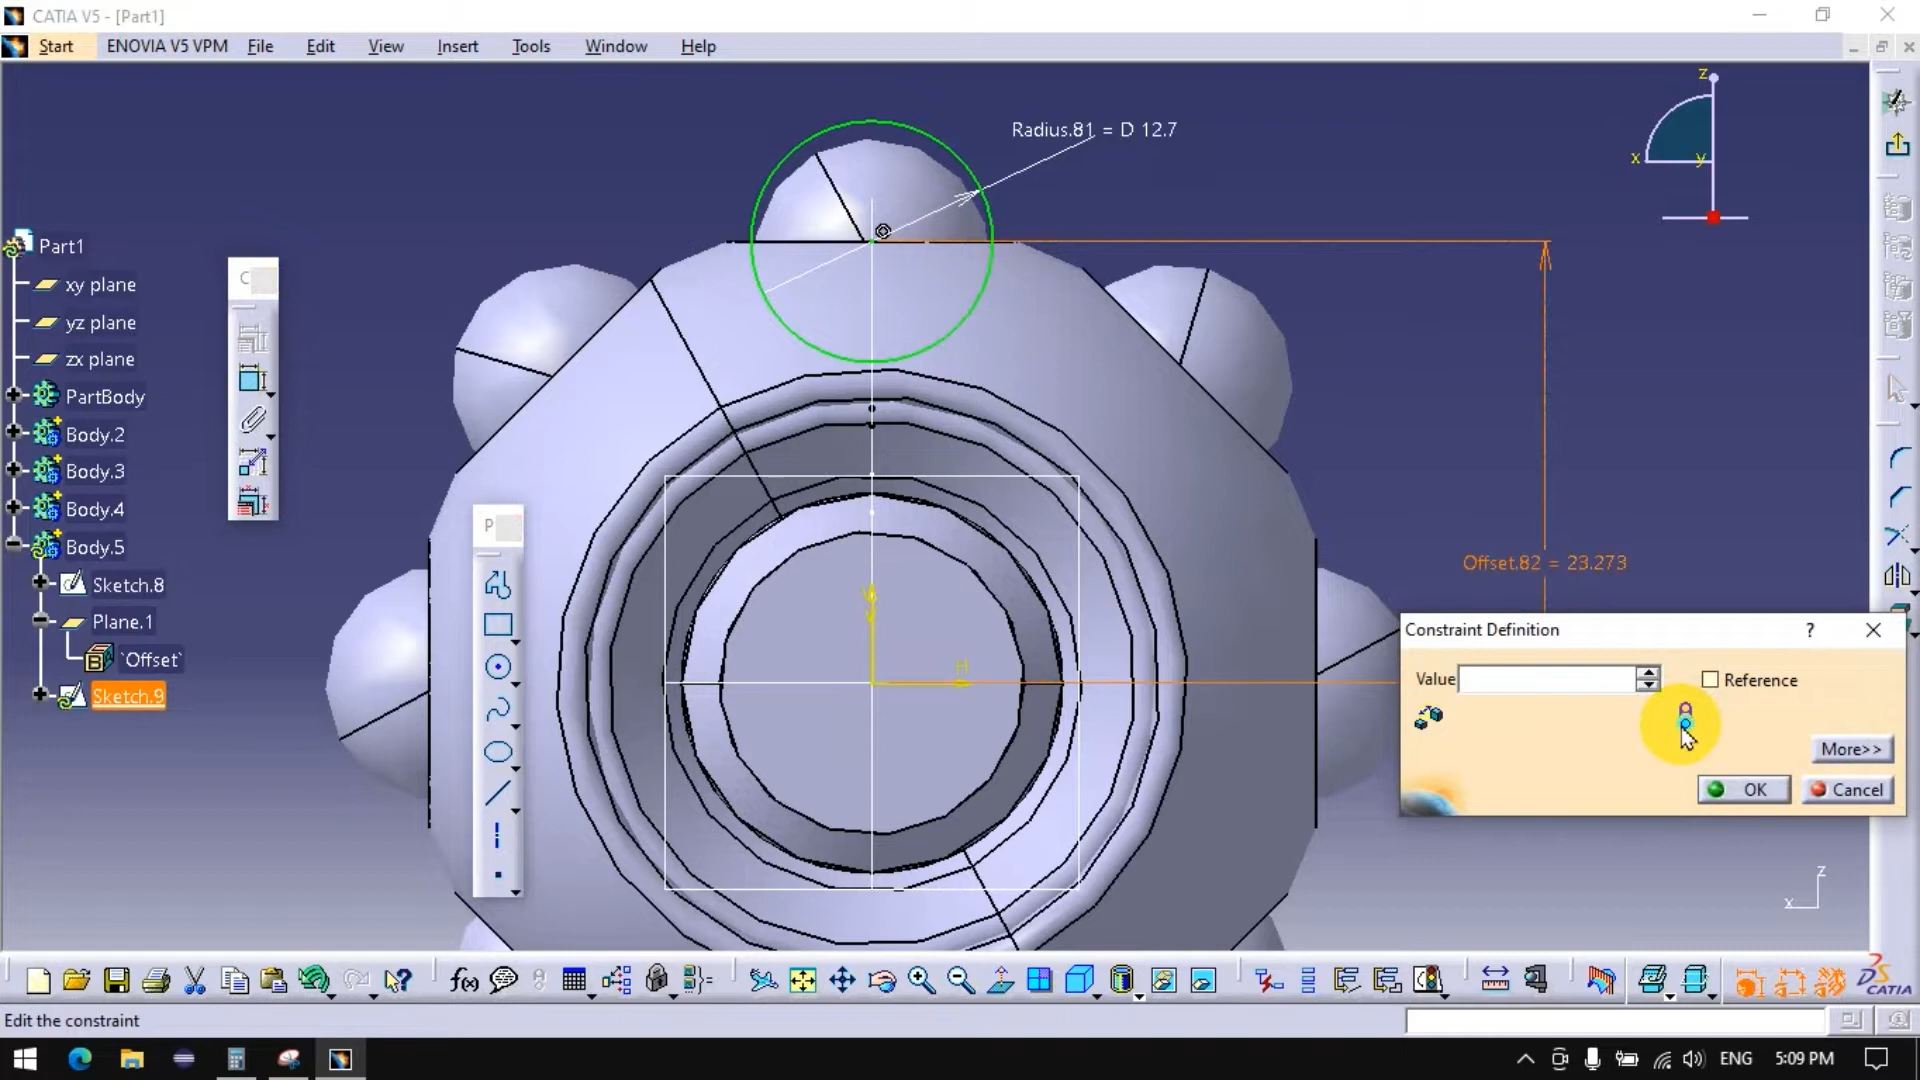 CATIA V5 - [Part1]
Start ENOVIA V5 VPM File Edit View Insert Tools Window Help
Radius.81 = D 12.7
z
x
y
Part1
xy plane
yz plane
zx plane
PartBody
Body.2
Body.3
Body.4
Body.5
Sketch.8
Plane.1
`Offset`
Sketch.9
C
P
H
Offset.82 = 23.273
Constraint Definition ?
Value
Reference
More>>
OK
Cancel
z
x
f(x)
CATIA
Edit the constraint
ENG 5:09 PM